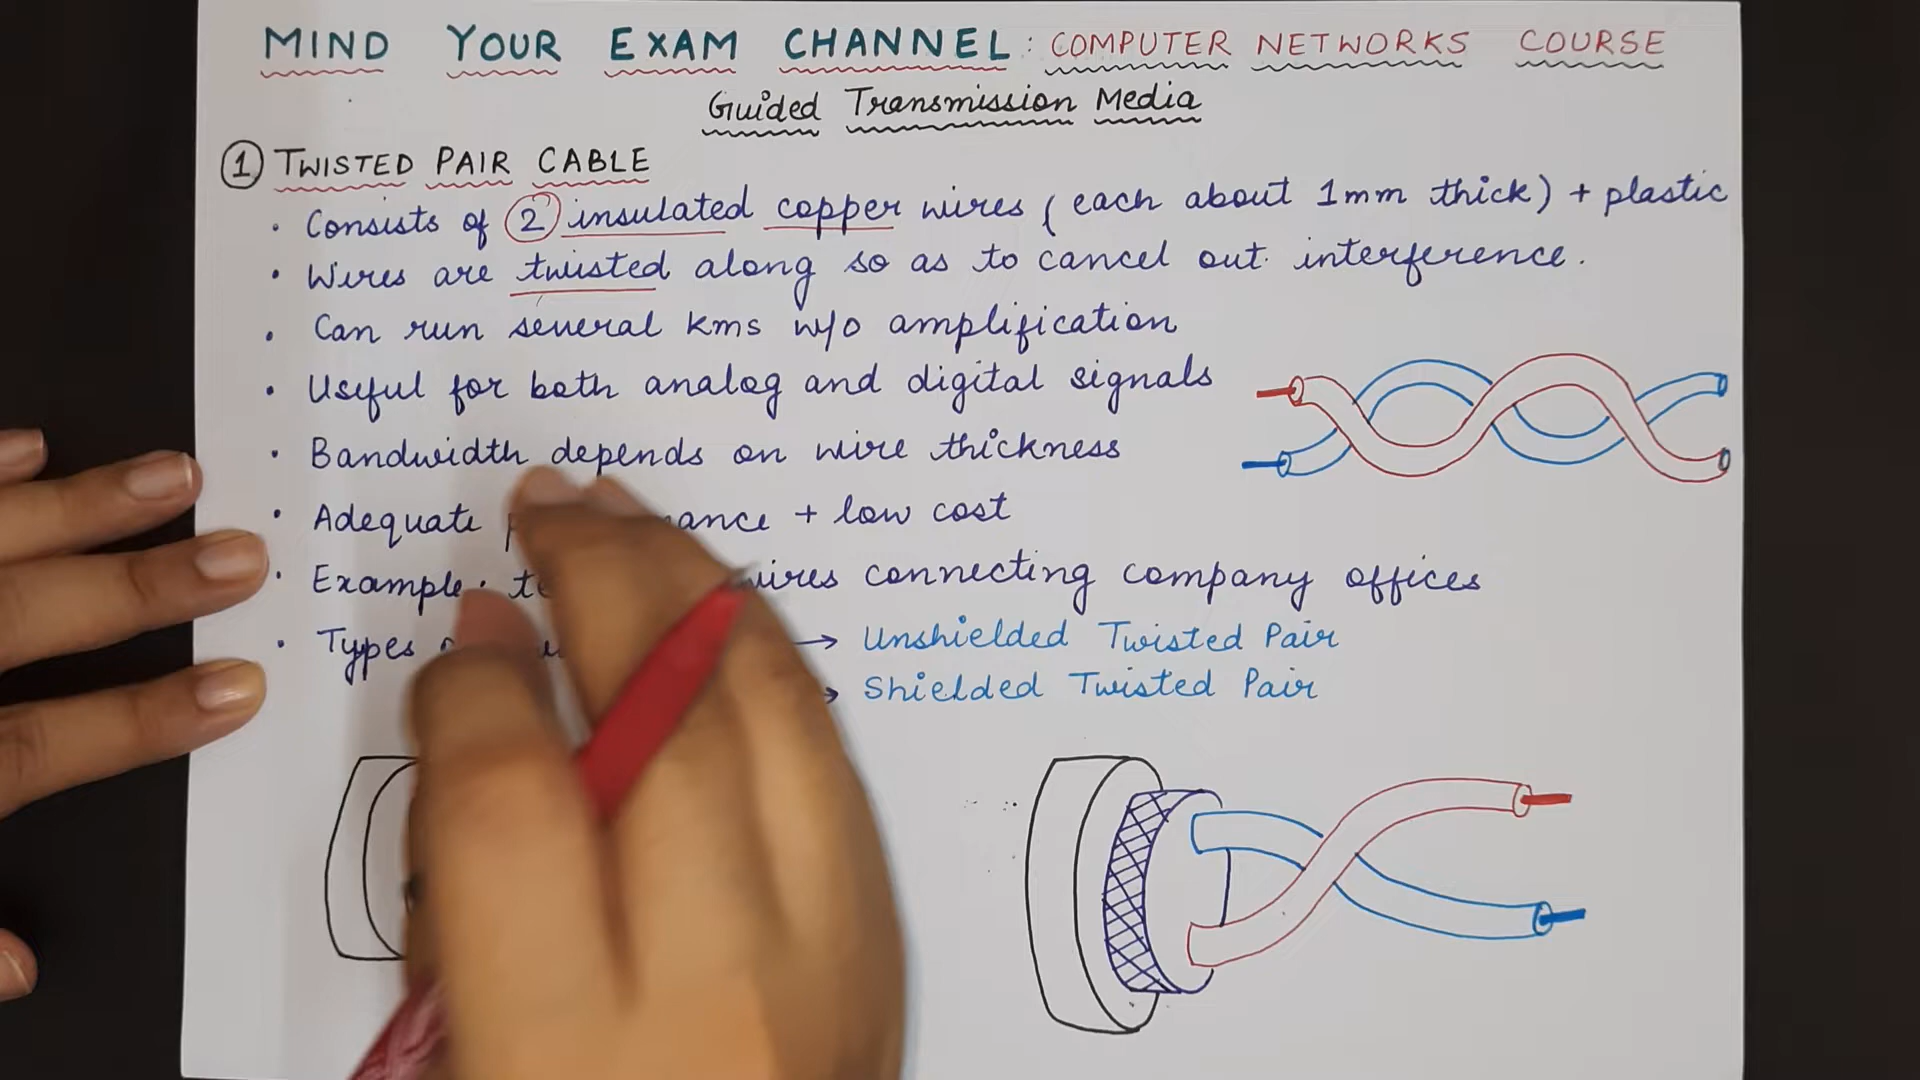 MIND YOUR EXAM CHANNEL: COMPUTER NETWORKS COURSE
Guided Transmission Media
1 TWISTED PAIR CABLE
• Consists of 2 insulated copper wires (each about 1mm thick) + plastic
• Wires are twisted along so as to cancel out interference.
• Can run several kms w/o amplification
• Useful for both analog and digital signals
• Bandwidth depends on wire thickness
• Adequate + low cost
• Example: wires connecting company offices
• Types → Unshielded Twisted Pair
→ Shielded Twisted Pair